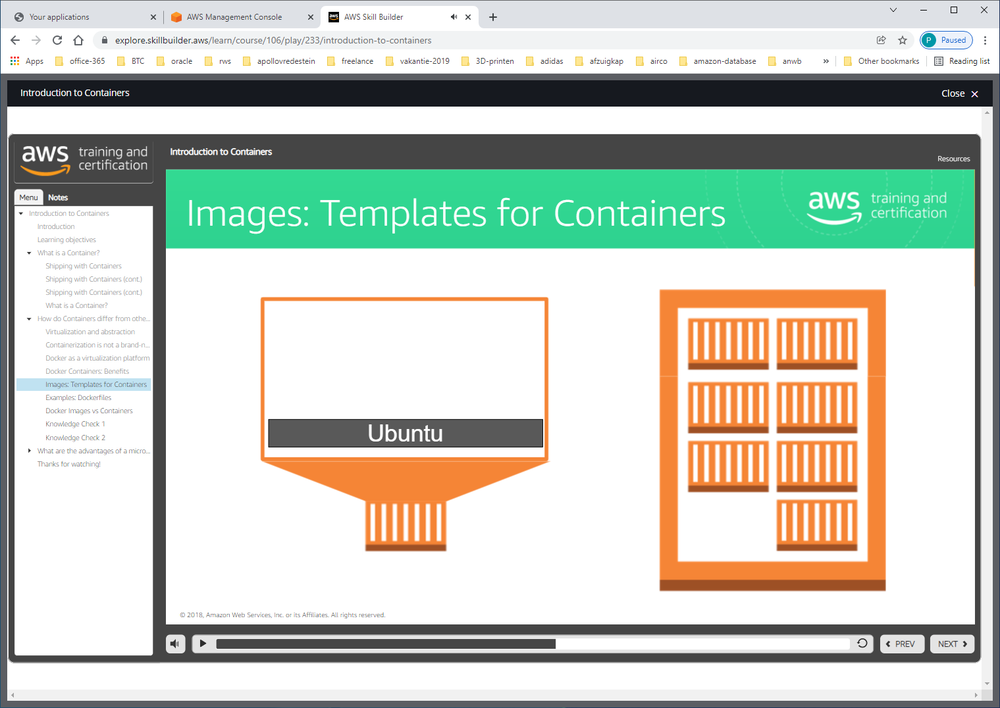 Your applications
AWS Management Console
aws
AWS Skill Builder
explore.skillbuilder.aws/learn/course/106/play/233/introduction-to-containers
P Paused
Apps office-365 BTC oracle rws apollovredestein freelance vakantie-2019 3D-printen adidas afzuigkap airco amazon-database anwb » Other bookmarks Reading list
Introduction to Containers
Close
aws training and certification
Introduction to Containers
Resources
Menu Notes
Introduction to Containers
Introduction
Learning objectives
What is a Container?
Shipping with Containers
Shipping with Containers (cont.)
Shipping with Containers (cont.)
What is a Container?
How do Containers differ from othe...
Virtualization and abstraction
Containerization is not a brand-n...
Docker as a virtualization platform
Docker Containers: Benefits
Images: Templates for Containers
Examples: Dockerfiles
Docker Images vs Containers
Knowledge Check 1
Knowledge Check 2
What are the advantages of a micro...
Thanks for watching!
Images: Templates for Containers
aws training and certification
Ubuntu
© 2018, Amazon Web Services, Inc. or its Affiliates. All rights reserved.
PREV
NEXT